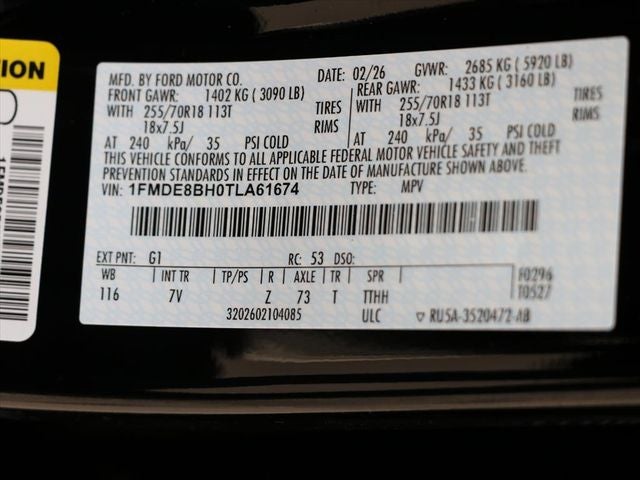 TION
MFD. BY FORD MOTOR CO. DATE: 02/26 GVWR: 2685 KG ( 5920 LB)
FRONT GAWR: 1402 KG ( 3090 LB) REAR GAWR: 1433 KG ( 3160 LB)
WITH 255/70R18 113T TIRES WITH 255/70R18 113T TIRES
18x7.5J RIMS 18x7.5J RIMS
AT 240 kPa/ 35 PSI COLD AT 240 kPa/ 35 PSI COLD
THIS VEHICLE CONFORMS TO ALL APPLICABLE FEDERAL MOTOR VEHICLE SAFETY AND THEFT
PREVENTION STANDARDS IN EFFECT ON THE DATE OF MANUFACTURE SHOWN ABOVE.
VIN: 1FMDE8BH0TLA61674 TYPE: MPV
EXT PNT: G1 RC: 53 DSO:
WB INT TR TP/PS R AXLE TR SPR F0296
116 7V Z 73 T TTHH T0527
3202602104085 ULC ▽ RU5A-3520472-AB